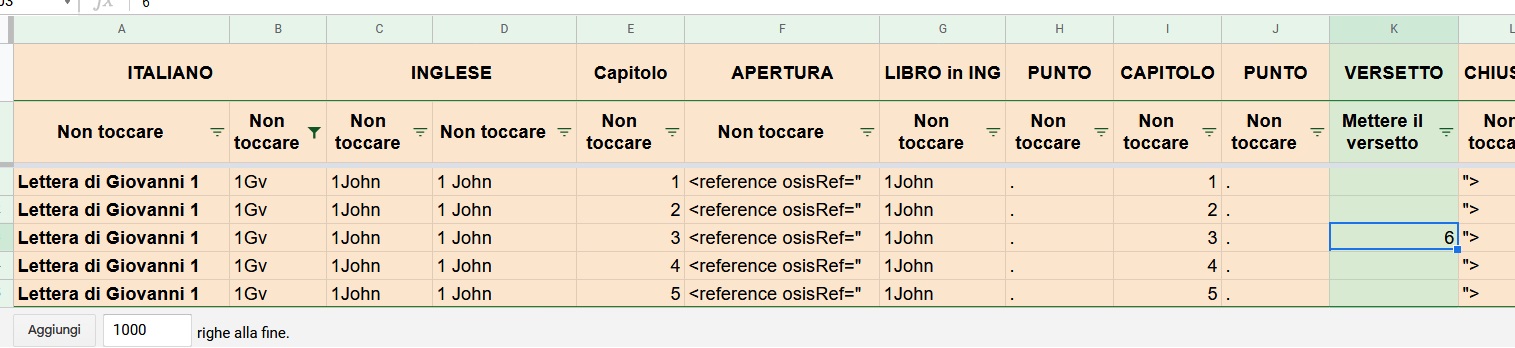 fx 6
A B C D E F G H I J K L
ITALIANO INGLESE Capitolo APERTURA LIBRO in ING PUNTO CAPITOLO PUNTO VERSETTO
Non toccare Non toccare Non toccare Non toccare Non toccare Non toccare Non toccare Non toccare Non toccare Non toccare Mettere il versetto
Lettera di Giovanni 1 1Gv 1John 1 John 1 <reference osisRef=" 1John . 1 . ">
Lettera di Giovanni 1 1Gv 1John 1 John 2 <reference osisRef=" 1John . 2 . ">
Lettera di Giovanni 1 1Gv 1John 1 John 3 <reference osisRef=" 1John . 3 . 6 ">
Lettera di Giovanni 1 1Gv 1John 1 John 4 <reference osisRef=" 1John . 4 . ">
Lettera di Giovanni 1 1Gv 1John 1 John 5 <reference osisRef=" 1John . 5 . ">
Aggiungi 1000 righe alla fine.